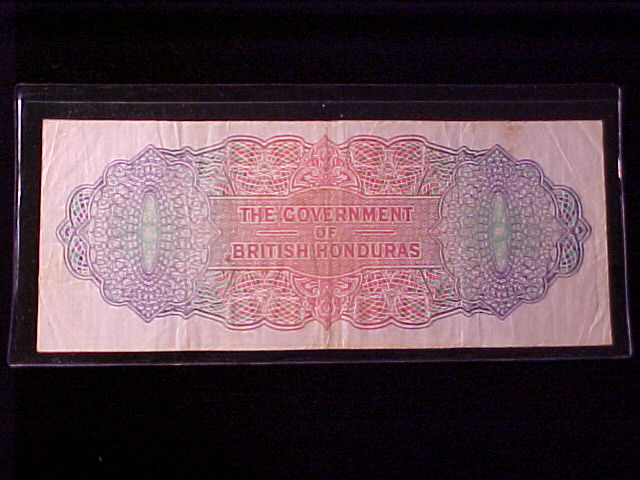 THE GOVERNMENT
OF
BRITISH HONDURAS